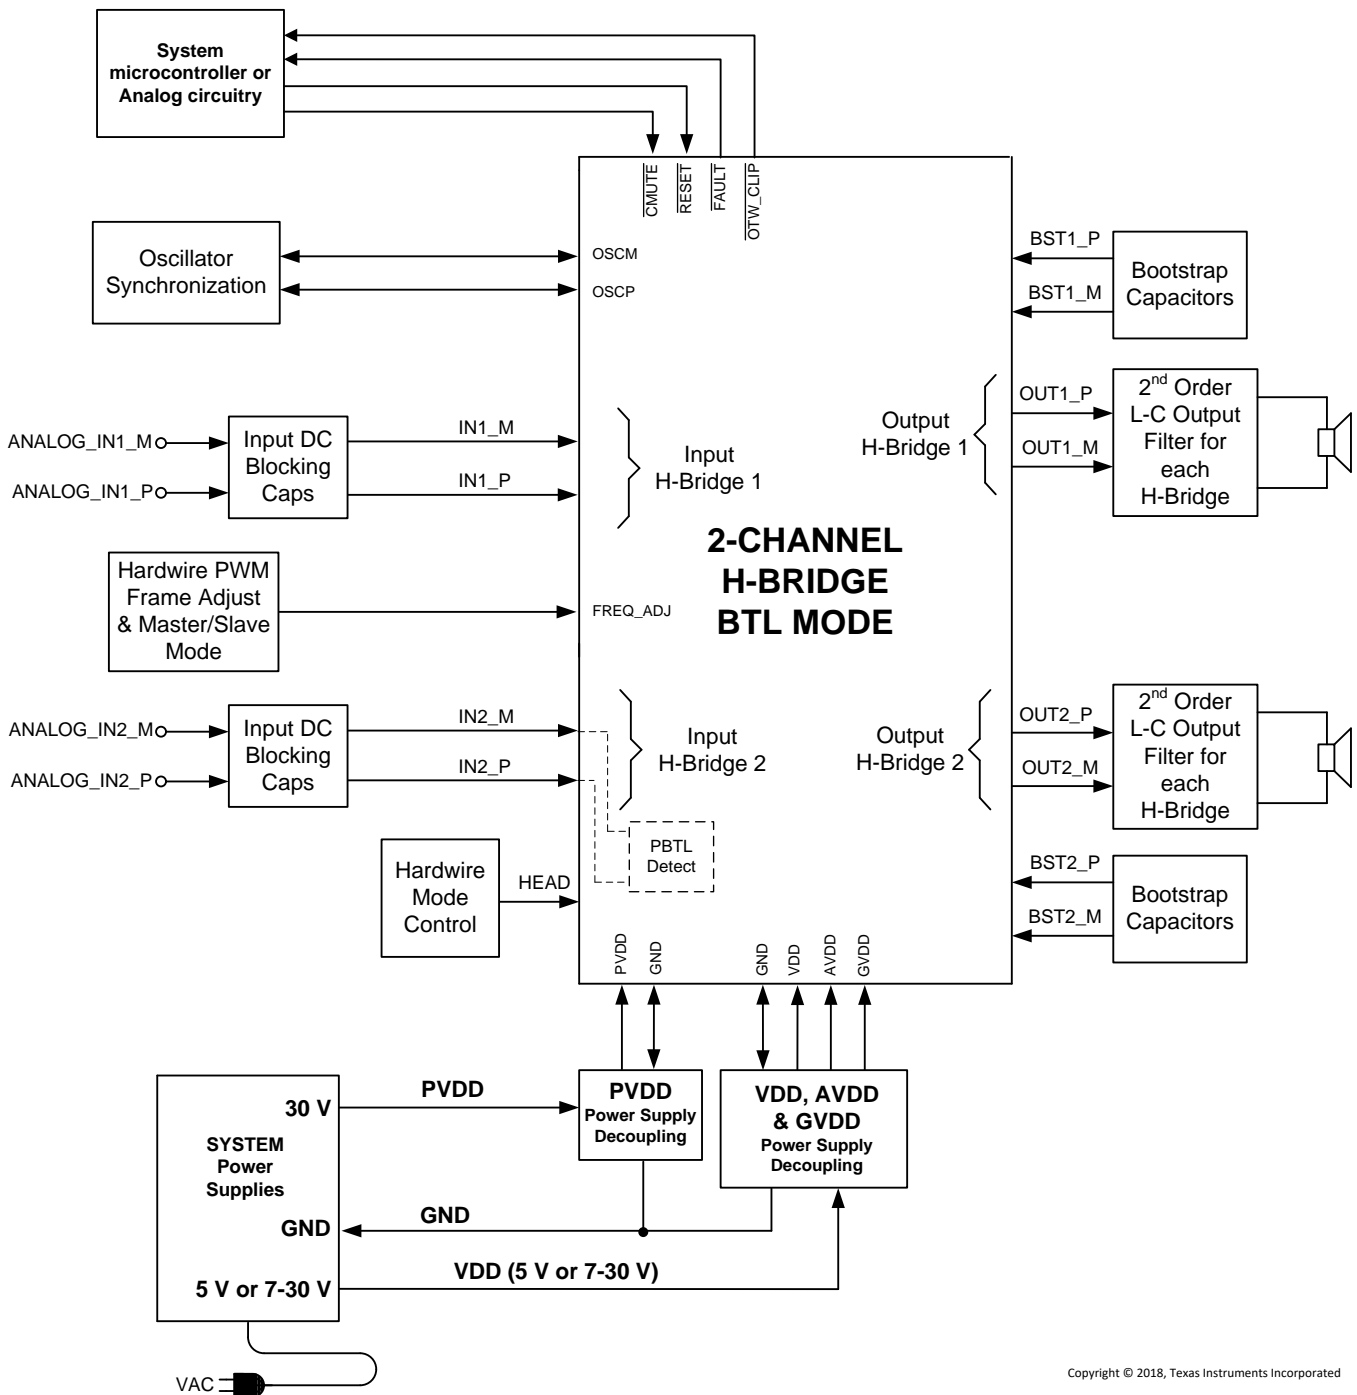 System
microcontroller or
Analog circuitry
CMUTE
RESET
FAULT
OTW_CLIP
Oscillator
Synchronization
OSCM
OSCP
BST1_P
BST1_M
Bootstrap
Capacitors
ANALOG_IN1_M
ANALOG_IN1_P
Input DC
Blocking
Caps
IN1_M
IN1_P
Input
H-Bridge 1
Output
H-Bridge 1
OUT1_P
OUT1_M
2nd Order
L-C Output
Filter for
each
H-Bridge
2-CHANNEL
H-BRIDGE
BTL MODE
Hardwire PWM
Frame Adjust
& Master/Slave
Mode
FREQ_ADJ
ANALOG_IN2_M
ANALOG_IN2_P
Input DC
Blocking
Caps
IN2_M
IN2_P
Input
H-Bridge 2
Output
H-Bridge 2
OUT2_P
OUT2_M
2nd Order
L-C Output
Filter for
each
H-Bridge
PBTL
Detect
Hardwire
Mode
Control
HEAD
BST2_P
BST2_M
Bootstrap
Capacitors
PVDD
GND
GND
VDD
AVDD
GVDD
30 V
SYSTEM
Power
Supplies
GND
5 V or 7-30 V
PVDD
PVDD
Power Supply
Decoupling
VDD, AVDD
& GVDD
Power Supply
Decoupling
GND
VDD (5 V or 7-30 V)
VAC
Copyright © 2018, Texas Instruments Incorporated